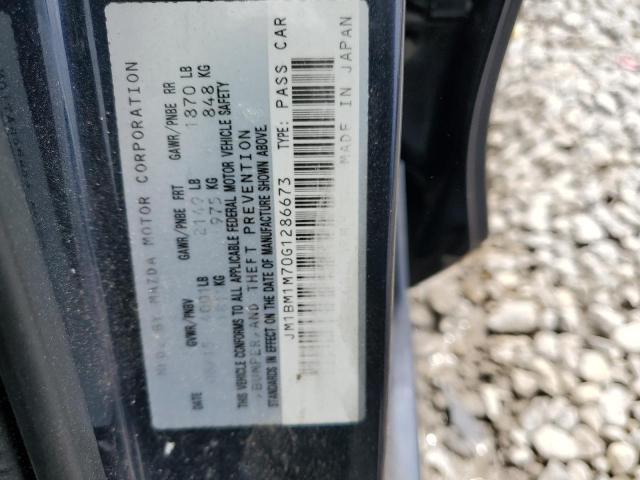 MFD. BY MAZDA MOTOR CORPORATION
DATE GVWR/PNBV GAWR/PNBE FRT GAWR/PNBE RR
LB 2149 LB 1870 LB
KG 975 KG 848 KG
THIS VEHICLE CONFORMS TO ALL APPLICABLE FEDERAL MOTOR VEHICLE SAFETY
, BUMPER, AND THEFT PREVENTION
STANDARDS IN EFFECT ON THE DATE OF MANUFACTURE SHOWN ABOVE
JM1BM1M70G1286673 TYPE: PASS CAR
MADE IN JAPAN